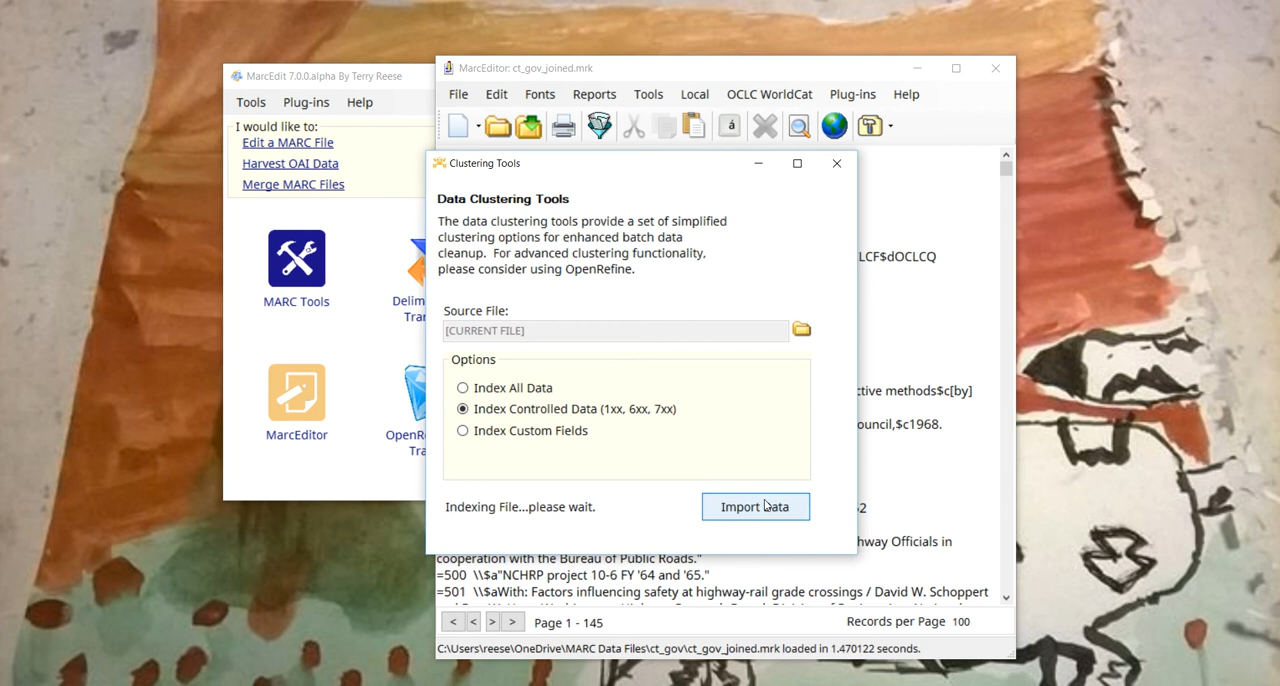 MarcEdit 7.0.0.alpha By Terry Reese
Tools Plug-ins Help
I would like to:
Edit a MARC File
Harvest OAI Data
Merge MARC Files
MARC Tools
Delim
Tran
MarcEditor
OpenRe
Tra
MarcEditor: ct_gov_joined.mrk
File Edit Fonts Reports Tools Local OCLC WorldCat Plug-ins Help
á
LCF$dOCLCQ
ctive methods$c[by]
ouncil,$c1968.
hway Officials in
cooperation with the Bureau of Public Roads."
=500 \\$a"NCHRP project 10-6 FY '64 and '65."
=501 \\$aWith: Factors influencing safety at highway-rail grade crossings / David W. Schoppert
< < > > Page 1 - 145 Records per Page 100
C:\Users\reese\OneDrive\MARC Data Files\ct_gov\ct_gov_joined.mrk loaded in 1.470122 seconds.
Clustering Tools
Data Clustering Tools
The data clustering tools provide a set of simplified
clustering options for enhanced batch data
cleanup. For advanced clustering functionality,
please consider using OpenRefine.
Source File:
[CURRENT FILE]
Options
Index All Data
Index Controlled Data (1xx, 6xx, 7xx)
Index Custom Fields
Indexing File...please wait.
Import Data